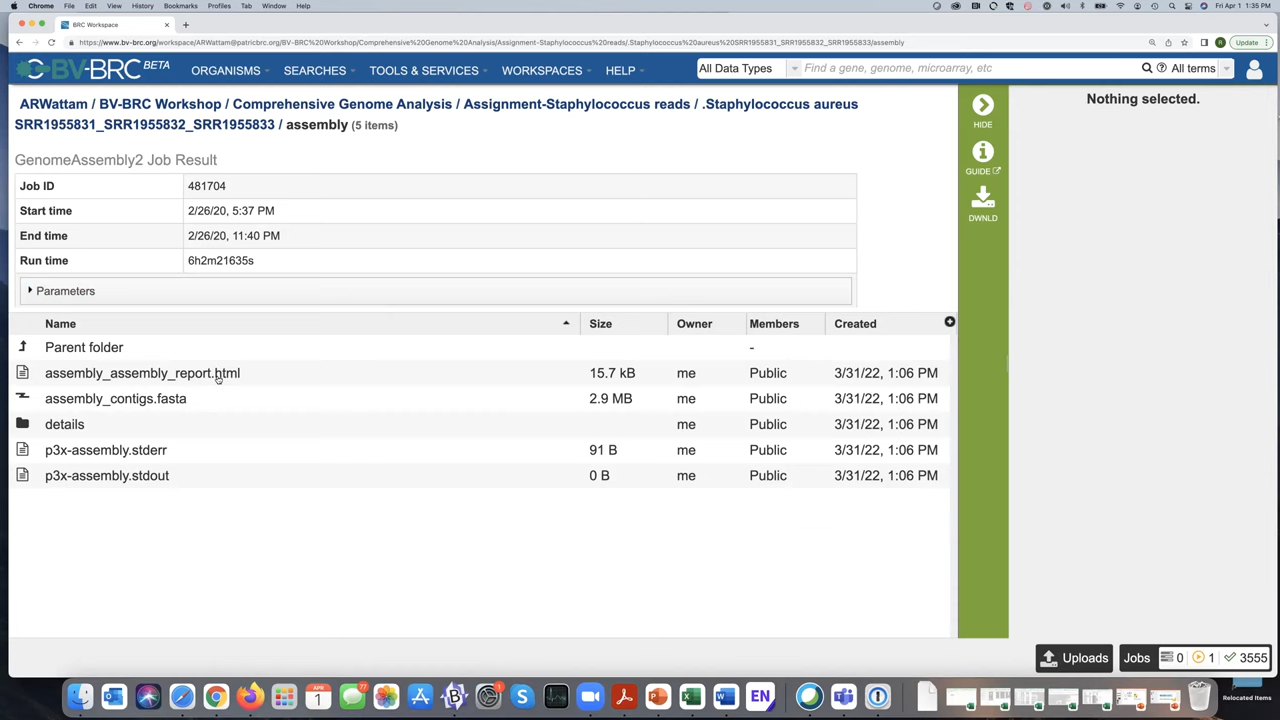 Chrome File Edit View History Bookmarks Profiles Tab Window Help
Fri Apr 1 1:35 PM
BRC Workspace
https://www.bv-brc.org/workspace/ARWattam@patricbrc.org/BV-BRC%20Workshop/Comprehensive%20Genome%20Analysis/Assignment-Staphylococcus%20reads/.Staphylococcus%20aureus%20SRR1955831_SRR1955832_SRR1955833/assembly
R Update
BV-BRC BETA
ORGANISMS SEARCHES TOOLS & SERVICES WORKSPACES HELP
All Data Types Find a gene, genome, microarray, etc All terms
ARWattam / BV-BRC Workshop / Comprehensive Genome Analysis / Assignment-Staphylococcus reads / .Staphylococcus aureus
SRR1955831_SRR1955832_SRR1955833 / assembly (5 items)
GenomeAssembly2 Job Result
Job ID 481704
Start time 2/26/20, 5:37 PM
End time 2/26/20, 11:40 PM
Run time 6h2m21635s
Parameters
Name Size Owner Members Created
Parent folder -
assembly_assembly_report.html 15.7 kB me Public 3/31/22, 1:06 PM
assembly_contigs.fasta 2.9 MB me Public 3/31/22, 1:06 PM
details me Public 3/31/22, 1:06 PM
p3x-assembly.stderr 91 B me Public 3/31/22, 1:06 PM
p3x-assembly.stdout 0 B me Public 3/31/22, 1:06 PM
HIDE
GUIDE
DWNLD
Nothing selected.
Uploads Jobs 0 1 3555
APR
1
77
EN
Relocated Items